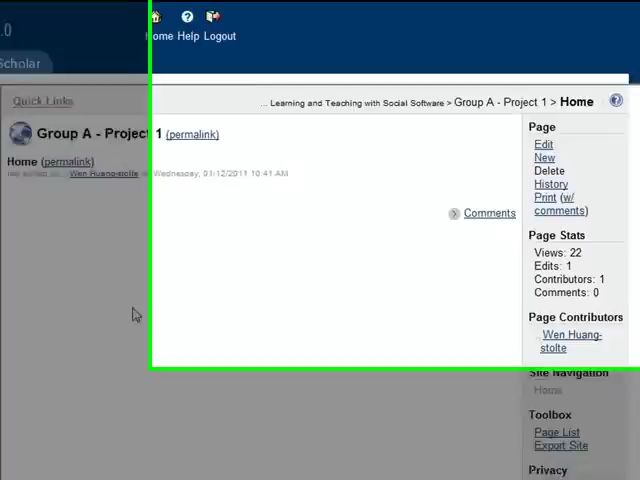 .0
Home Help Logout
Scholar
Quick Links
... Learning and Teaching with Social Software > Group A - Project 1 > Home
Group A - Project 1 (permalink)
Home (permalink)
Wen Huang-stolte
Wednesday, 01/12/2011 10:41 AM
Comments
Page
Edit
New
Delete
History
Print (w/
comments)
Page Stats
Views: 22
Edits: 1
Contributors: 1
Comments: 0
Page Contributors
Wen Huang-
stolte
Site Navigation
Home
Toolbox
Page List
Export Site
Privacy